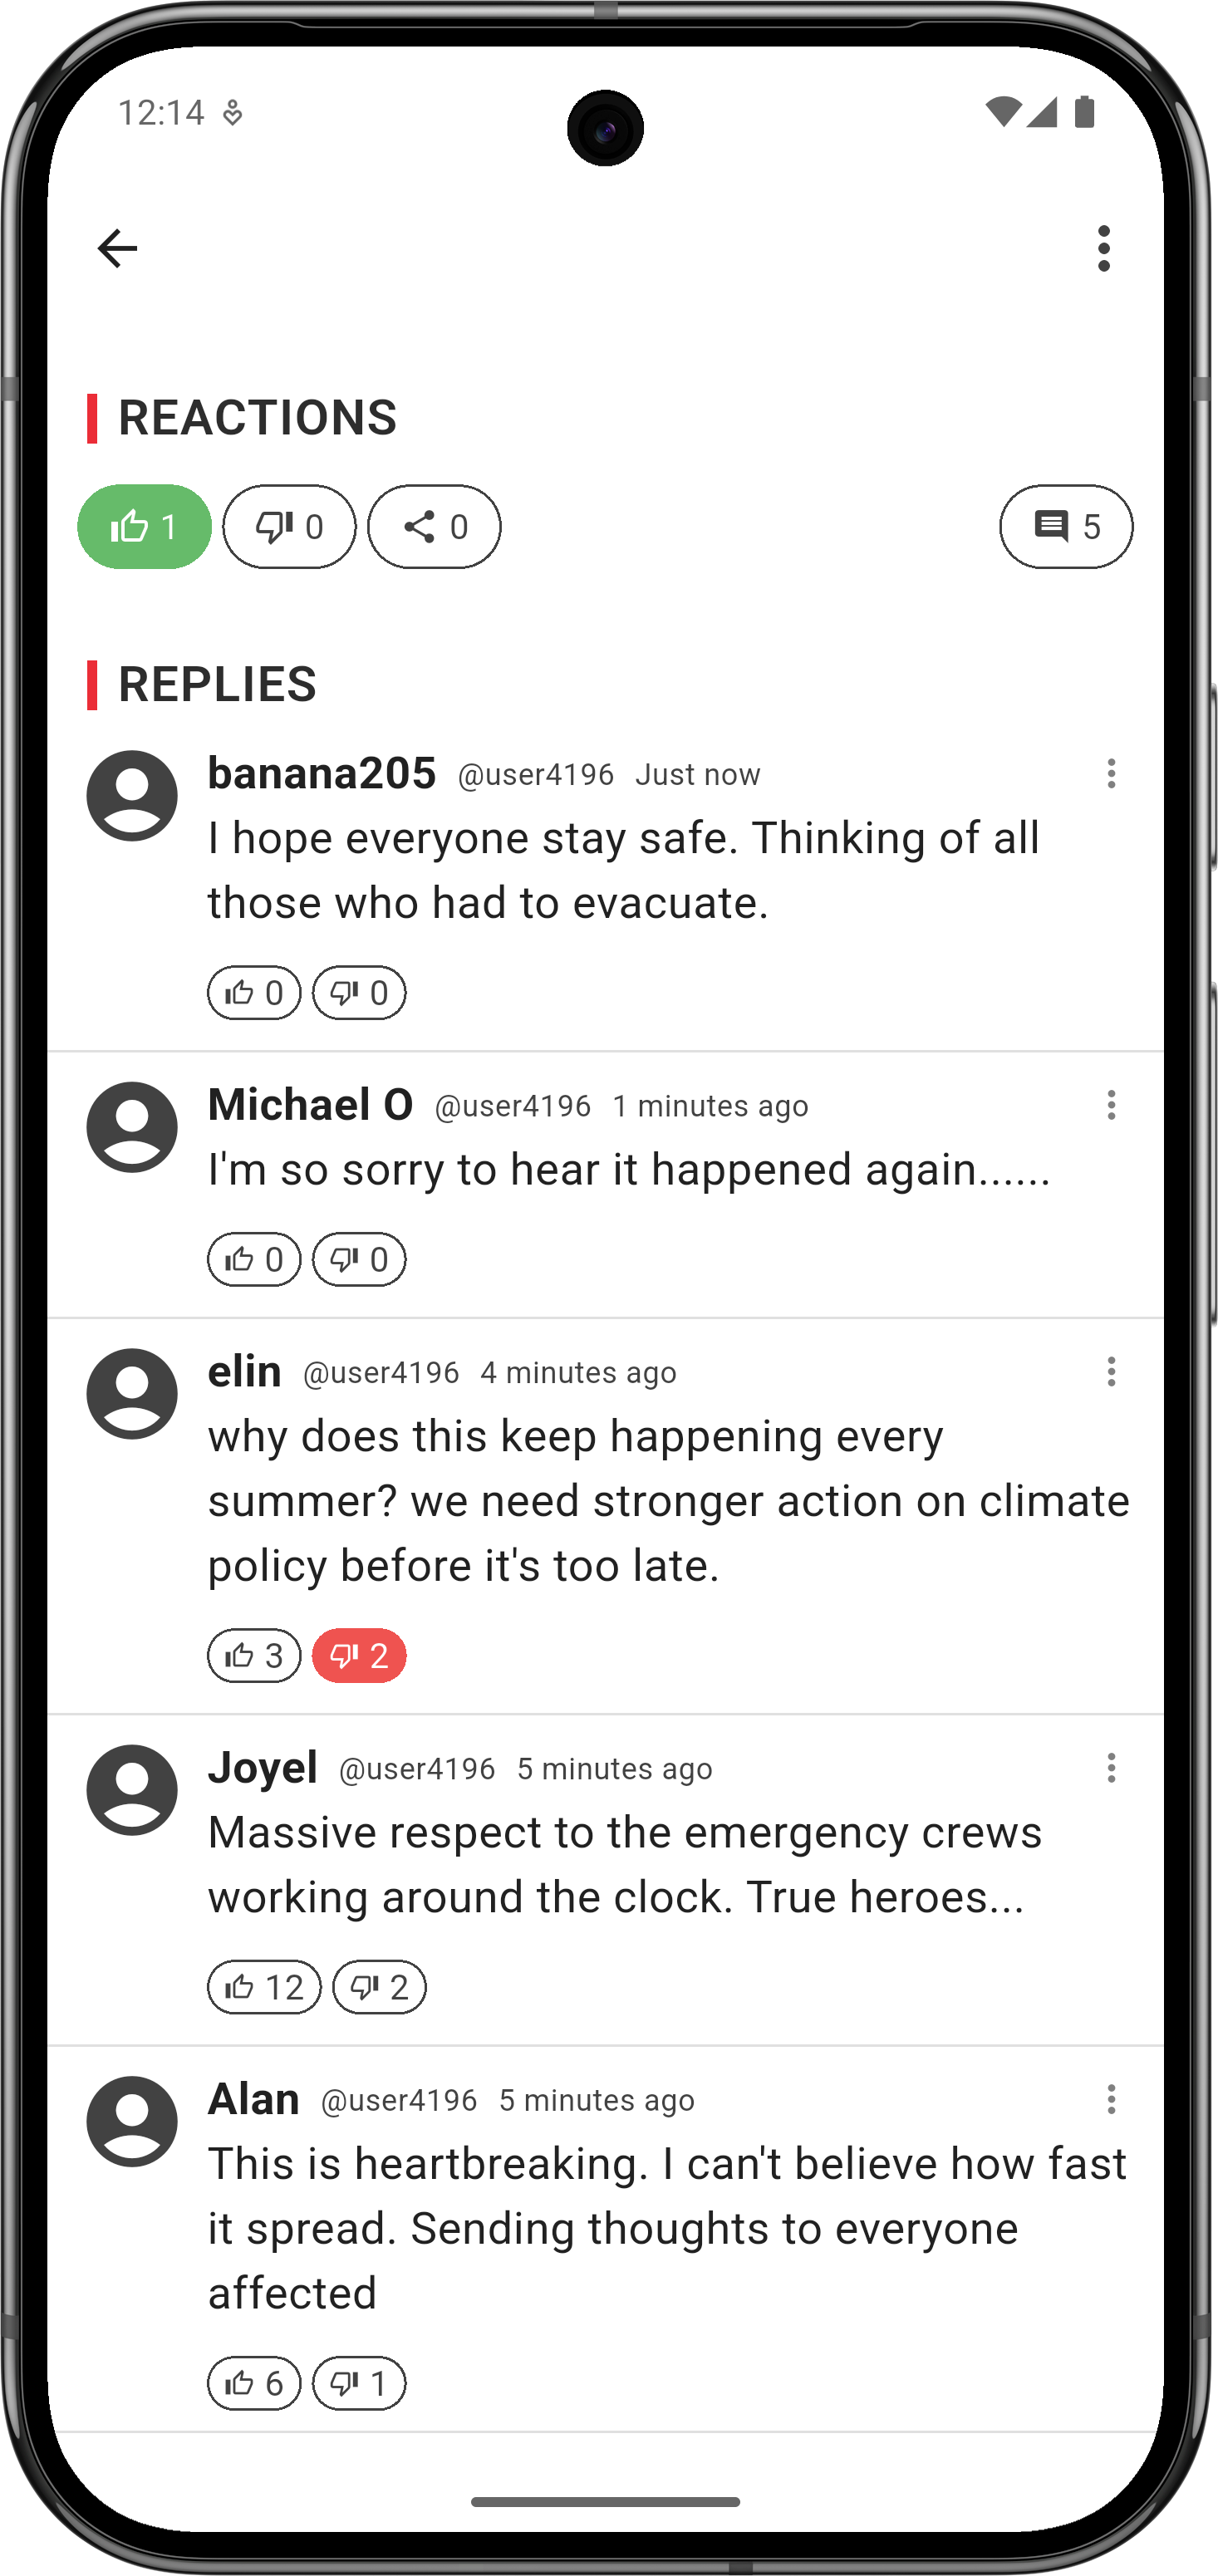 12:14
REACTIONS
1 0 0 5
REPLIES
banana205 @user4196 Just now
I hope everyone stay safe. Thinking of all
those who had to evacuate.
0 0
Michael O @user4196 1 minutes ago
I'm so sorry to hear it happened again......
0 0
elin @user4196 4 minutes ago
why does this keep happening every
summer? we need stronger action on climate
policy before it's too late.
3 2
Joyel @user4196 5 minutes ago
Massive respect to the emergency crews
working around the clock. True heroes...
12 2
Alan @user4196 5 minutes ago
This is heartbreaking. I can't believe how fast
it spread. Sending thoughts to everyone
affected
6 1